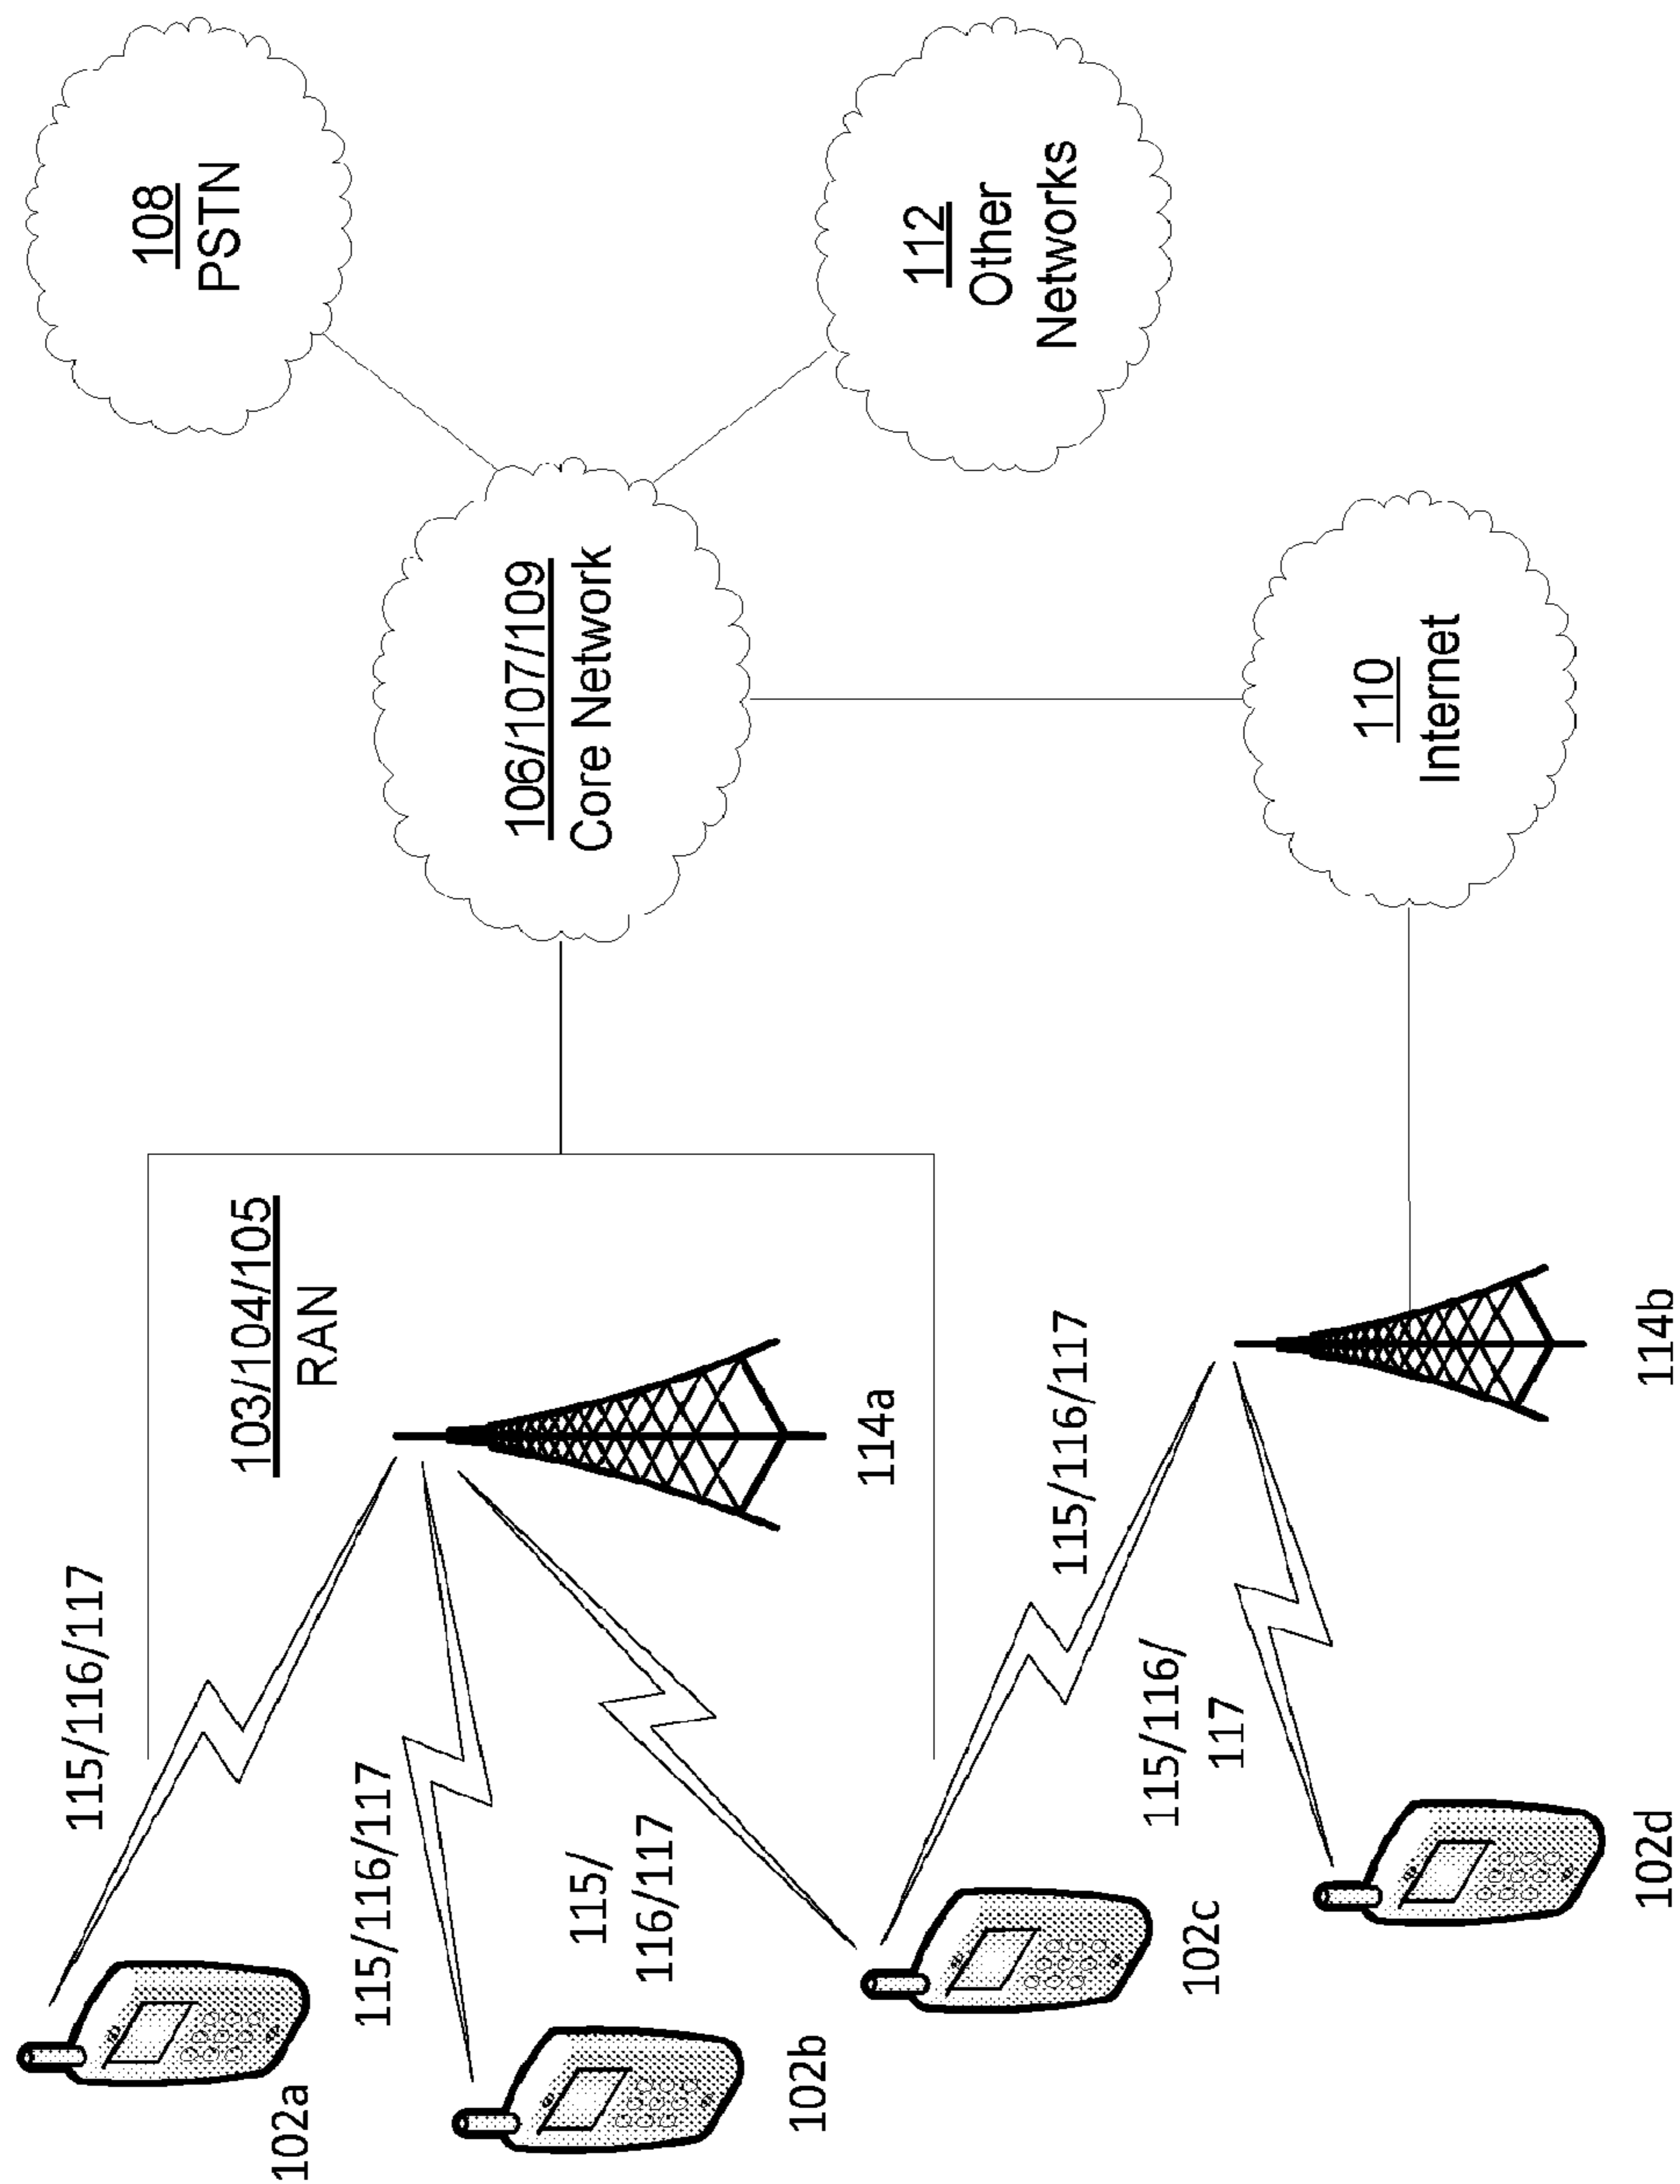 102a
115/116/117
103/104/105
RAN
108
PSTN
102b
115/116/117
115/
116/117
114a
106/107/109
Core Network
112
Other
Networks
102c
115/116/117
115/116/
117
102d
114b
110
Internet